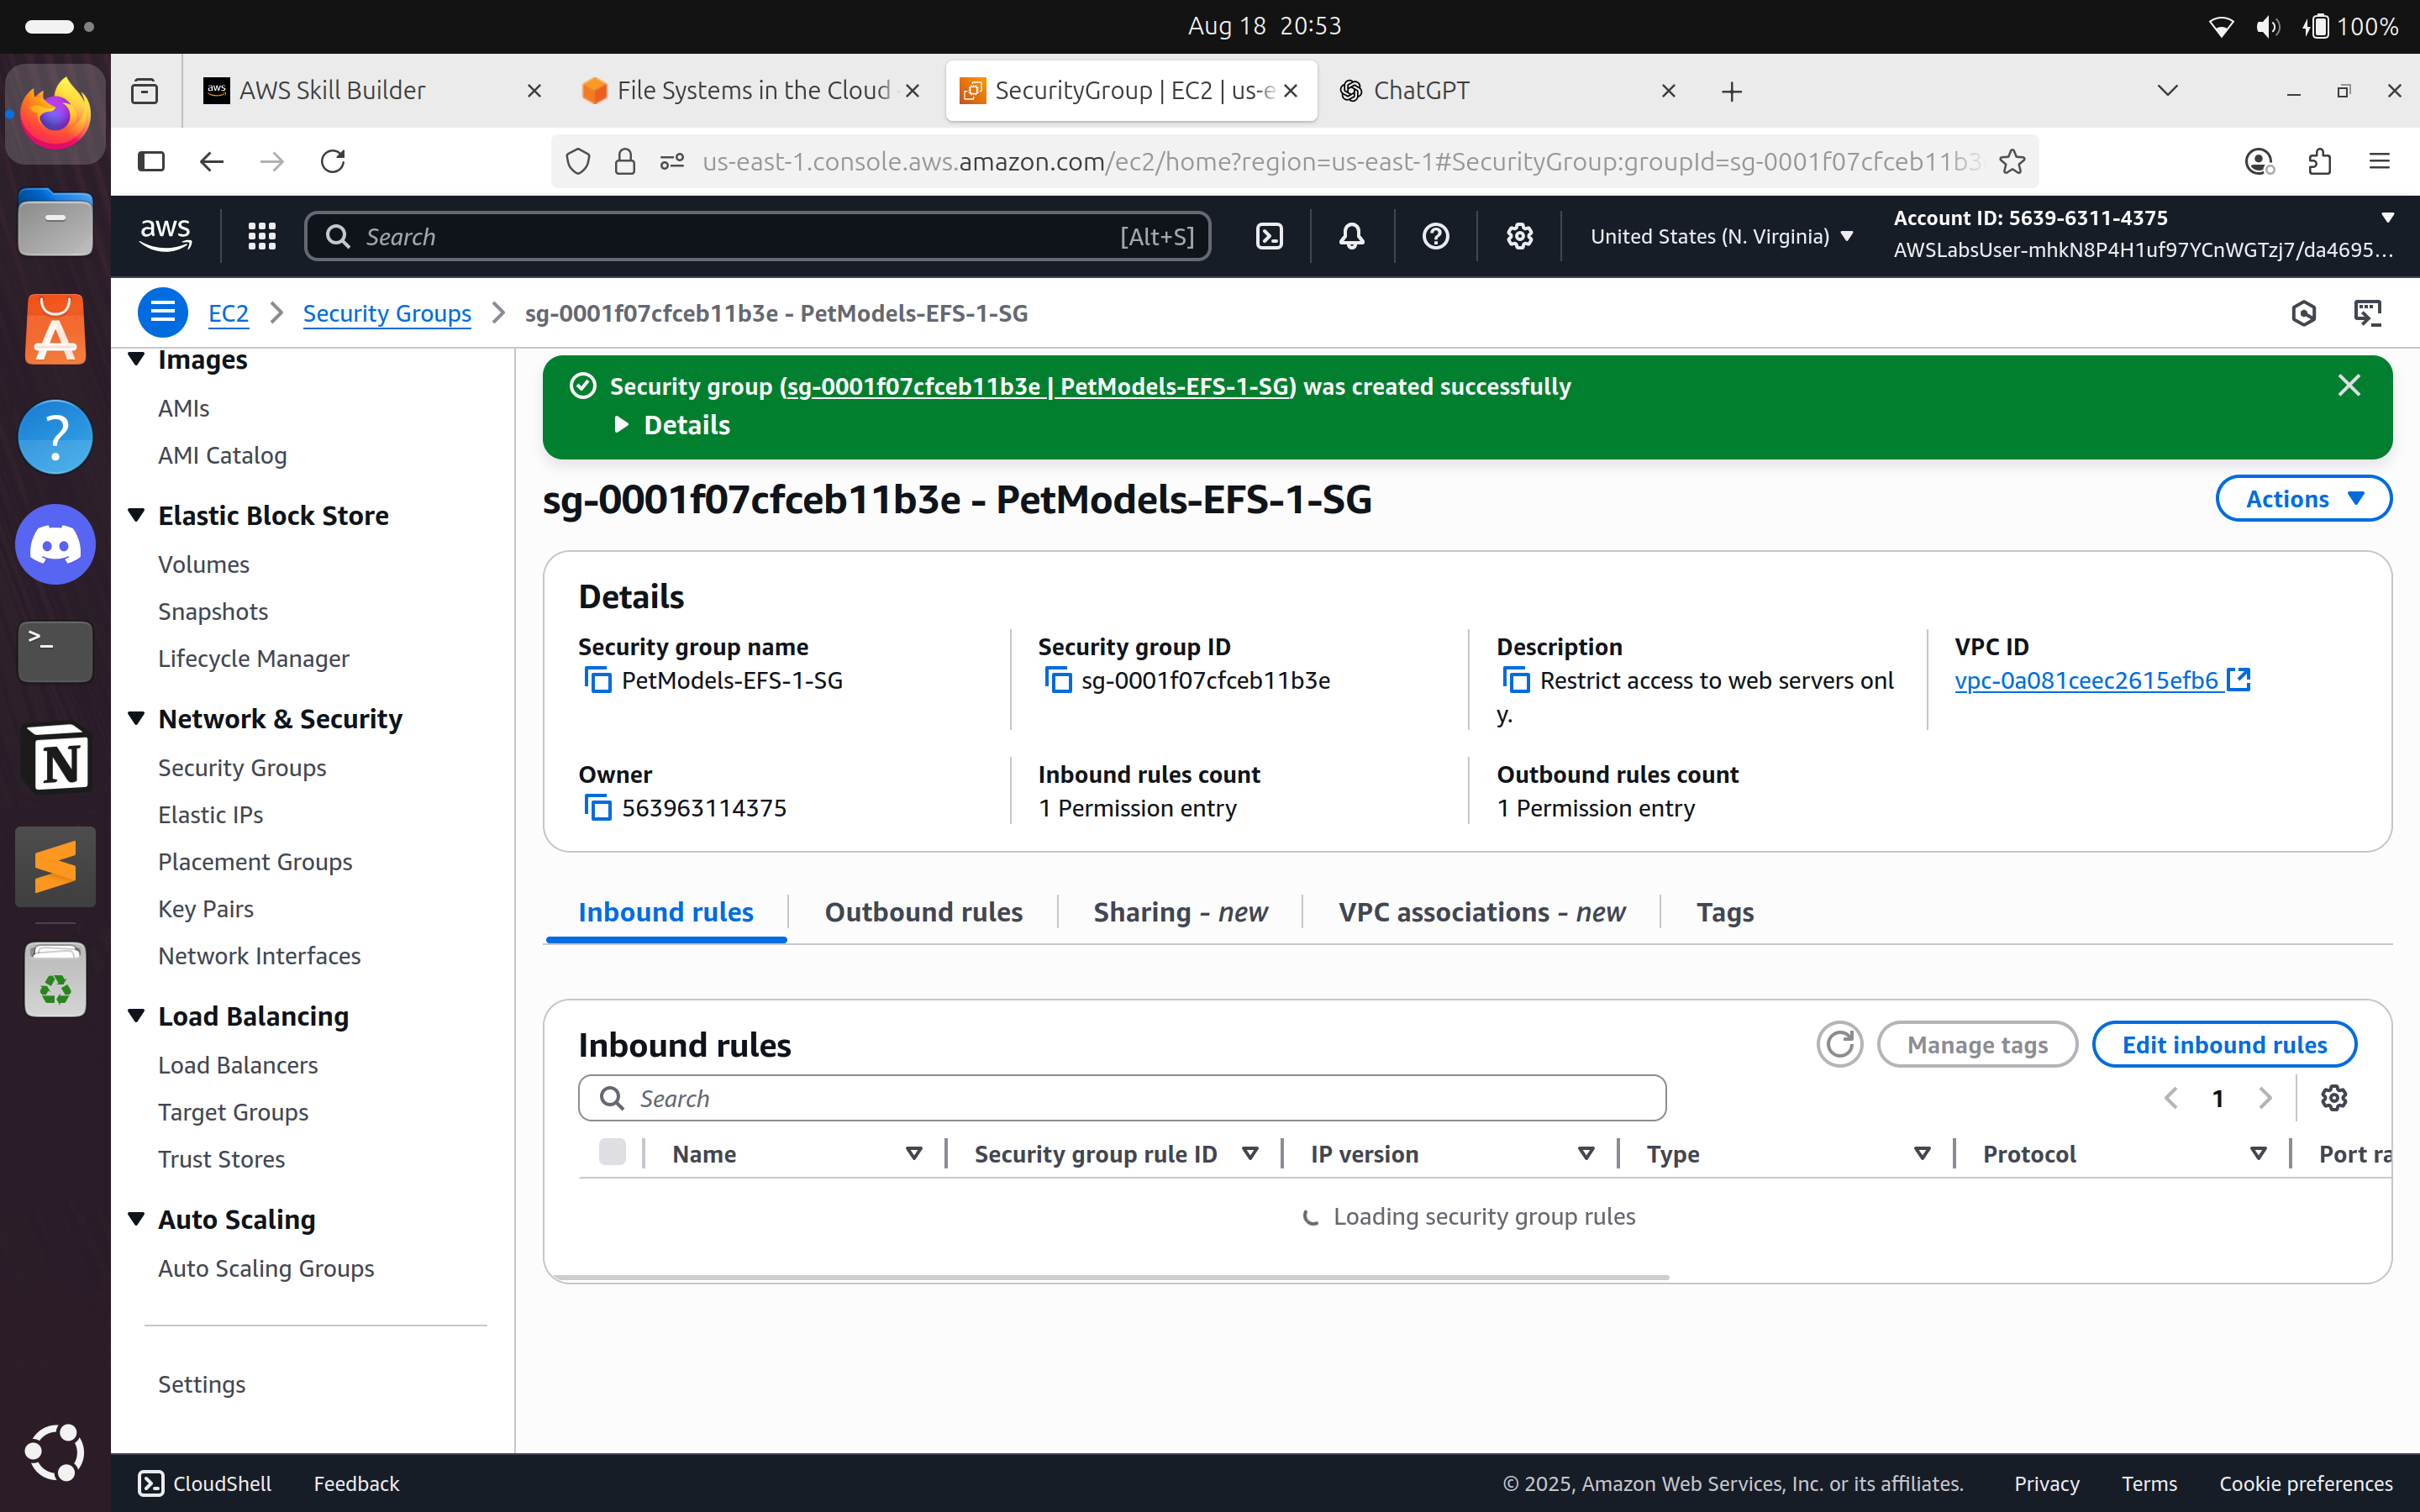 Aug 18 20:53
100%
AWS Skill Builder
File Systems in the Cloud
SecurityGroup | EC2 | us-e
ChatGPT
us-east-1.console.aws.amazon.com/ec2/home?region=us-east-1#SecurityGroup:groupId=sg-0001f07cfceb11b3
aws
Search
[Alt+S]
United States (N. Virginia)
Account ID: 5639-6311-4375
AWSLabsUser-mhkN8P4H1uf97YCnWGTzj7/da4695...
EC2
Security Groups
sg-0001f07cfceb11b3e - PetModels-EFS-1-SG
Images
AMIs
AMI Catalog
Elastic Block Store
Volumes
Snapshots
Lifecycle Manager
Network & Security
Security Groups
Elastic IPs
Placement Groups
Key Pairs
Network Interfaces
Load Balancing
Load Balancers
Target Groups
Trust Stores
Auto Scaling
Auto Scaling Groups
Settings
Security group (sg-0001f07cfceb11b3e | PetModels-EFS-1-SG) was created successfully
Details
sg-0001f07cfceb11b3e - PetModels-EFS-1-SG
Actions
Details
Security group name
PetModels-EFS-1-SG
Security group ID
sg-0001f07cfceb11b3e
Description
Restrict access to web servers onl
y.
VPC ID
vpc-0a081ceec2615efb6
Owner
563963114375
Inbound rules count
1 Permission entry
Outbound rules count
1 Permission entry
Inbound rules
Outbound rules
Sharing - new
VPC associations - new
Tags
Inbound rules
Manage tags
Edit inbound rules
Search
1
Name
Security group rule ID
IP version
Type
Protocol
Port ra
Loading security group rules
CloudShell
Feedback
© 2025, Amazon Web Services, Inc. or its affiliates.
Privacy
Terms
Cookie preferences